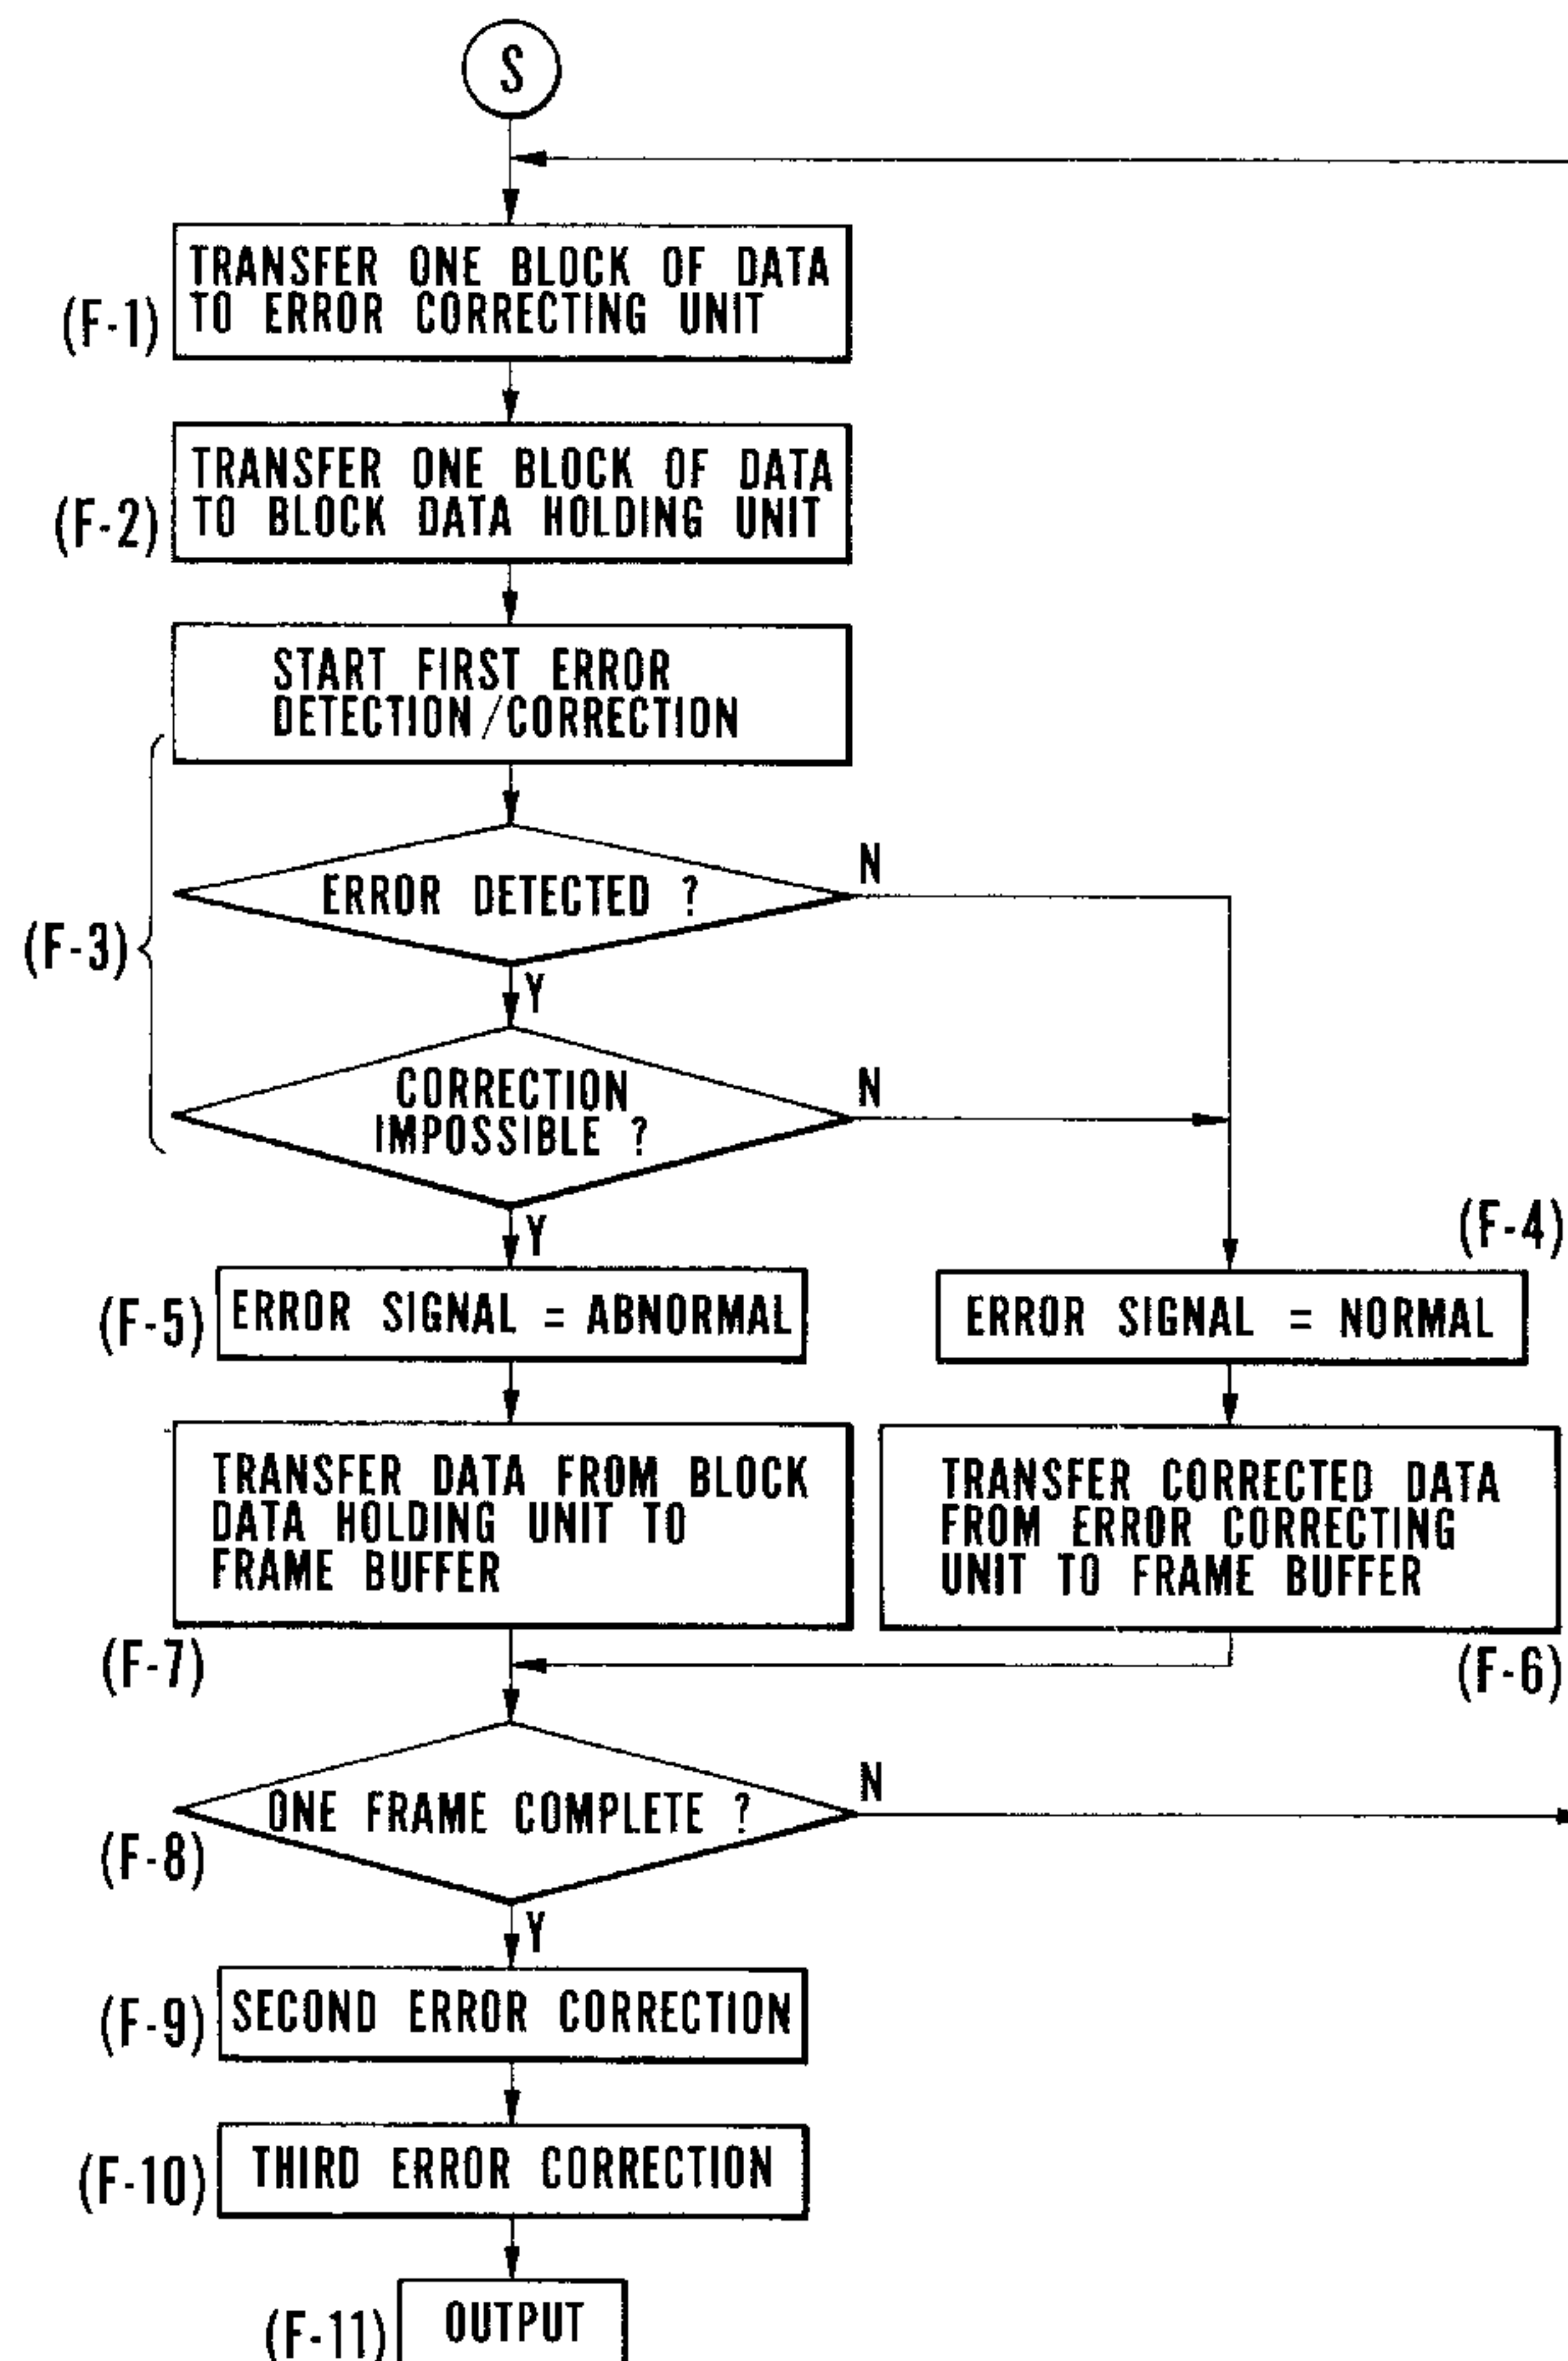 S
TRANSFER ONE BLOCK OF DATA
TO ERROR CORRECTING UNIT
(F-1)
TRANSFER ONE BLOCK OF DATA
TO BLOCK DATA HOLDING UNIT
(F-2)
START FIRST ERROR
DETECTION/CORRECTION
ERROR DETECTED ?
N
(F-3)
Y
CORRECTION
IMPOSSIBLE ?
N
Y
(F-4)
(F-5)
ERROR SIGNAL = ABNORMAL
ERROR SIGNAL = NORMAL
TRANSFER DATA FROM BLOCK
DATA HOLDING UNIT TO
FRAME BUFFER
TRANSFER CORRECTED DATA
FROM ERROR CORRECTING
UNIT TO FRAME BUFFER
(F-7)
(F-6)
ONE FRAME COMPLETE ?
N
(F-8)
Y
(F-9)
SECOND ERROR CORRECTION
(F-10)
THIRD ERROR CORRECTION
(F-11)
OUTPUT